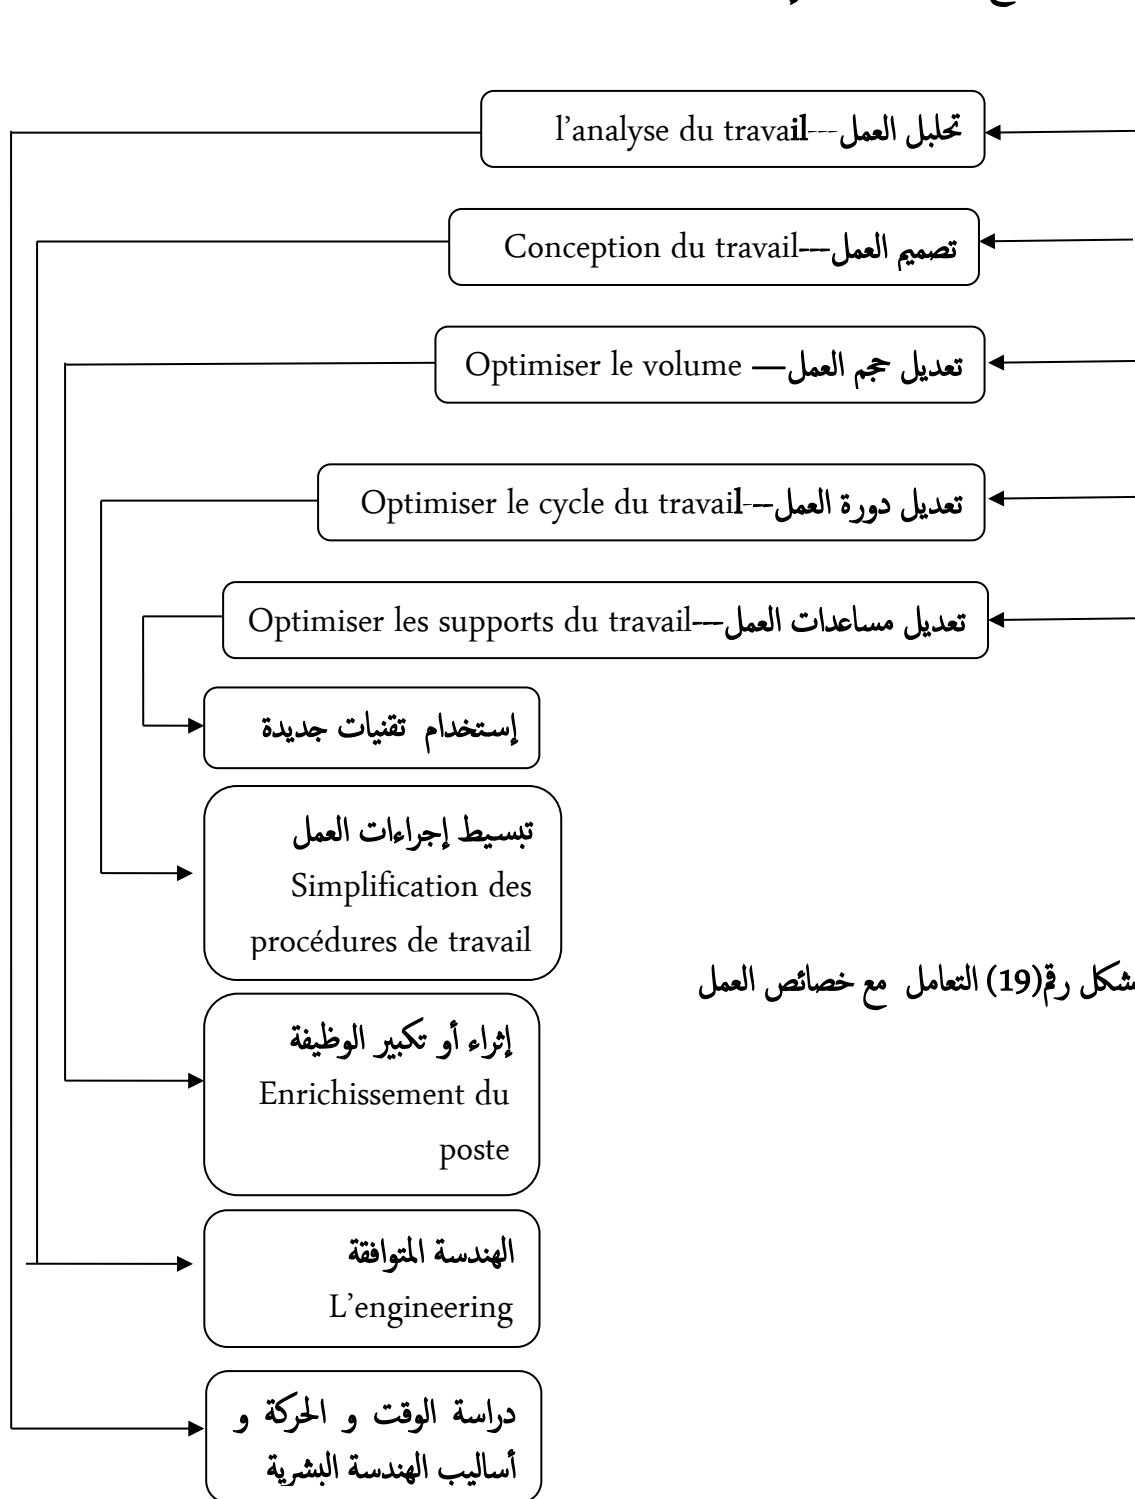 تحلبل العمل---l'analyse du travail
تصميم العمل---Conception du travail
تعديل حجم العمل— Optimiser le volume
تعديل دورة العمل---Optimiser le cycle du travail
تعديل مساعدات العمل---Optimiser les supports du travail
إستخدام تقنيات جديدة
تبسيط إجراءات العمل
Simplification des
procédures de travail
شكل رقم(19) التعامل مع خصائص العمل
إثراء أو تكبير الوظيفة
Enrichissement du
poste
الهندسة المتوافقة
L'engineering
دراسة الوقت و الحركة و
أساليب الهندسة البشرية